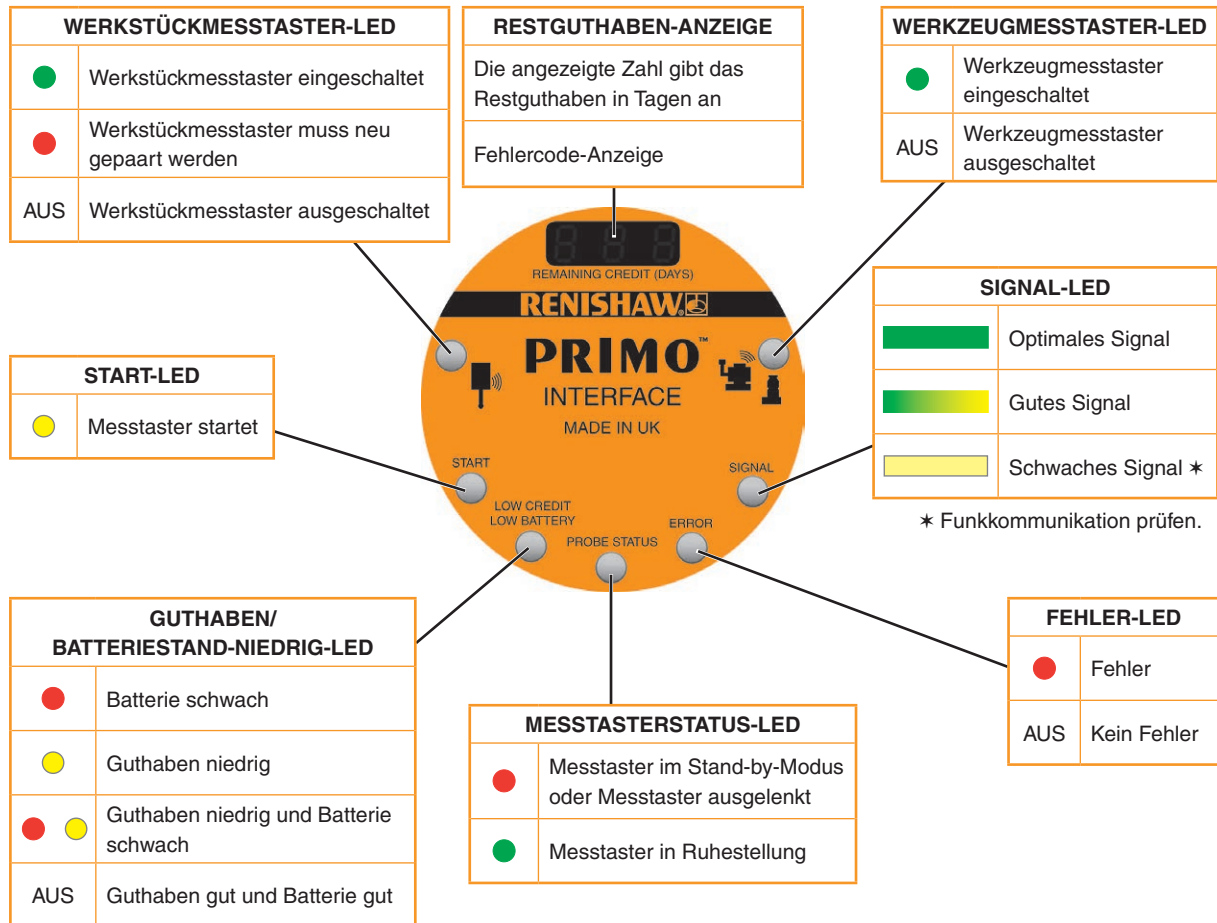 WERKSTÜCKMESSTASTER-LED
Werkstückmesstaster eingeschaltet
Werkstückmesstaster muss neu
gepaart werden
AUS
Werkstückmesstaster ausgeschaltet
RESTGUTHABEN-ANZEIGE
Die angezeigte Zahl gibt das
Restguthaben in Tagen an
Fehlercode-Anzeige
WERKZEUGMESSTASTER-LED
Werkzeugmesstaster
eingeschaltet
AUS
Werkzeugmesstaster
ausgeschaltet
REMAINING CREDIT (DAYS)
RENISHAW
PRIMO™
INTERFACE
MADE IN UK
START
LOW CREDIT
LOW BATTERY
PROBE STATUS
ERROR
SIGNAL
START-LED
Messtaster startet
SIGNAL-LED
Optimales Signal
Gutes Signal
Schwaches Signal ✶
✶ Funkkommunikation prüfen.
GUTHABEN/
BATTERIESTAND-NIEDRIG-LED
Batterie schwach
Guthaben niedrig
Guthaben niedrig und Batterie
schwach
AUS
Guthaben gut und Batterie gut
MESSTASTERSTATUS-LED
Messtaster im Stand-by-Modus
oder Messtaster ausgelenkt
Messtaster in Ruhestellung
FEHLER-LED
Fehler
AUS
Kein Fehler